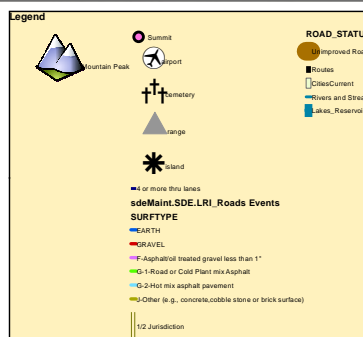 Legend
Mountain Peak
Summit
airport
cemetery
range
island
4 or more thru lanes
sdeMaint.SDE.LRI_Roads Events
SURFTYPE
EARTH
GRAVEL
F-Asphalt/oil treated gravel less than 1"
G-1-Road or Cold Plant mix Asphalt
G-2-Hot mix asphalt pavement
J-Other (e.g., concrete,cobble stone or brick surface)
1/2 Jurisdiction
ROAD_STATU
Unimproved Roa
Routes
CitiesCurrent
Rivers and Strea
Lakes_Reservoi